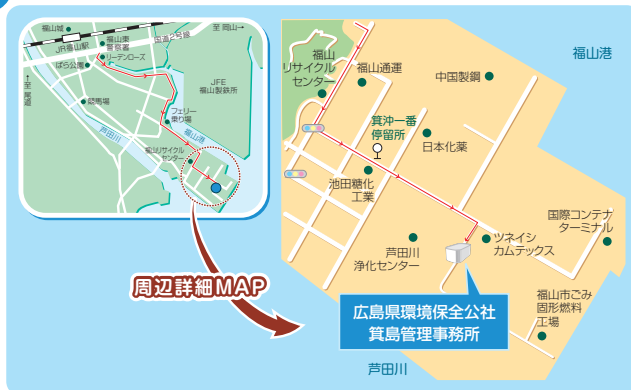 福山城
至 岡山→
国道2号線
福山東
警察署
JR福山駅
リーデンローズ
ばら公園
←至 尾道
競馬場
JFE
福山製鉄所
フェリー
乗り場
福山港
芦田川
福山リサイクル
センター
周辺詳細MAP
福山港
福山
リサイクル
センター
福山通運
中国製鋼
箕沖一番
停留所
日本化薬
池田糖化
工業
国際コンテナ
ターミナル
ツネイシ
カムテックス
芦田川
浄化センター
福山市ごみ
固形燃料
工場
広島県環境保全公社
箕島管理事務所
芦田川